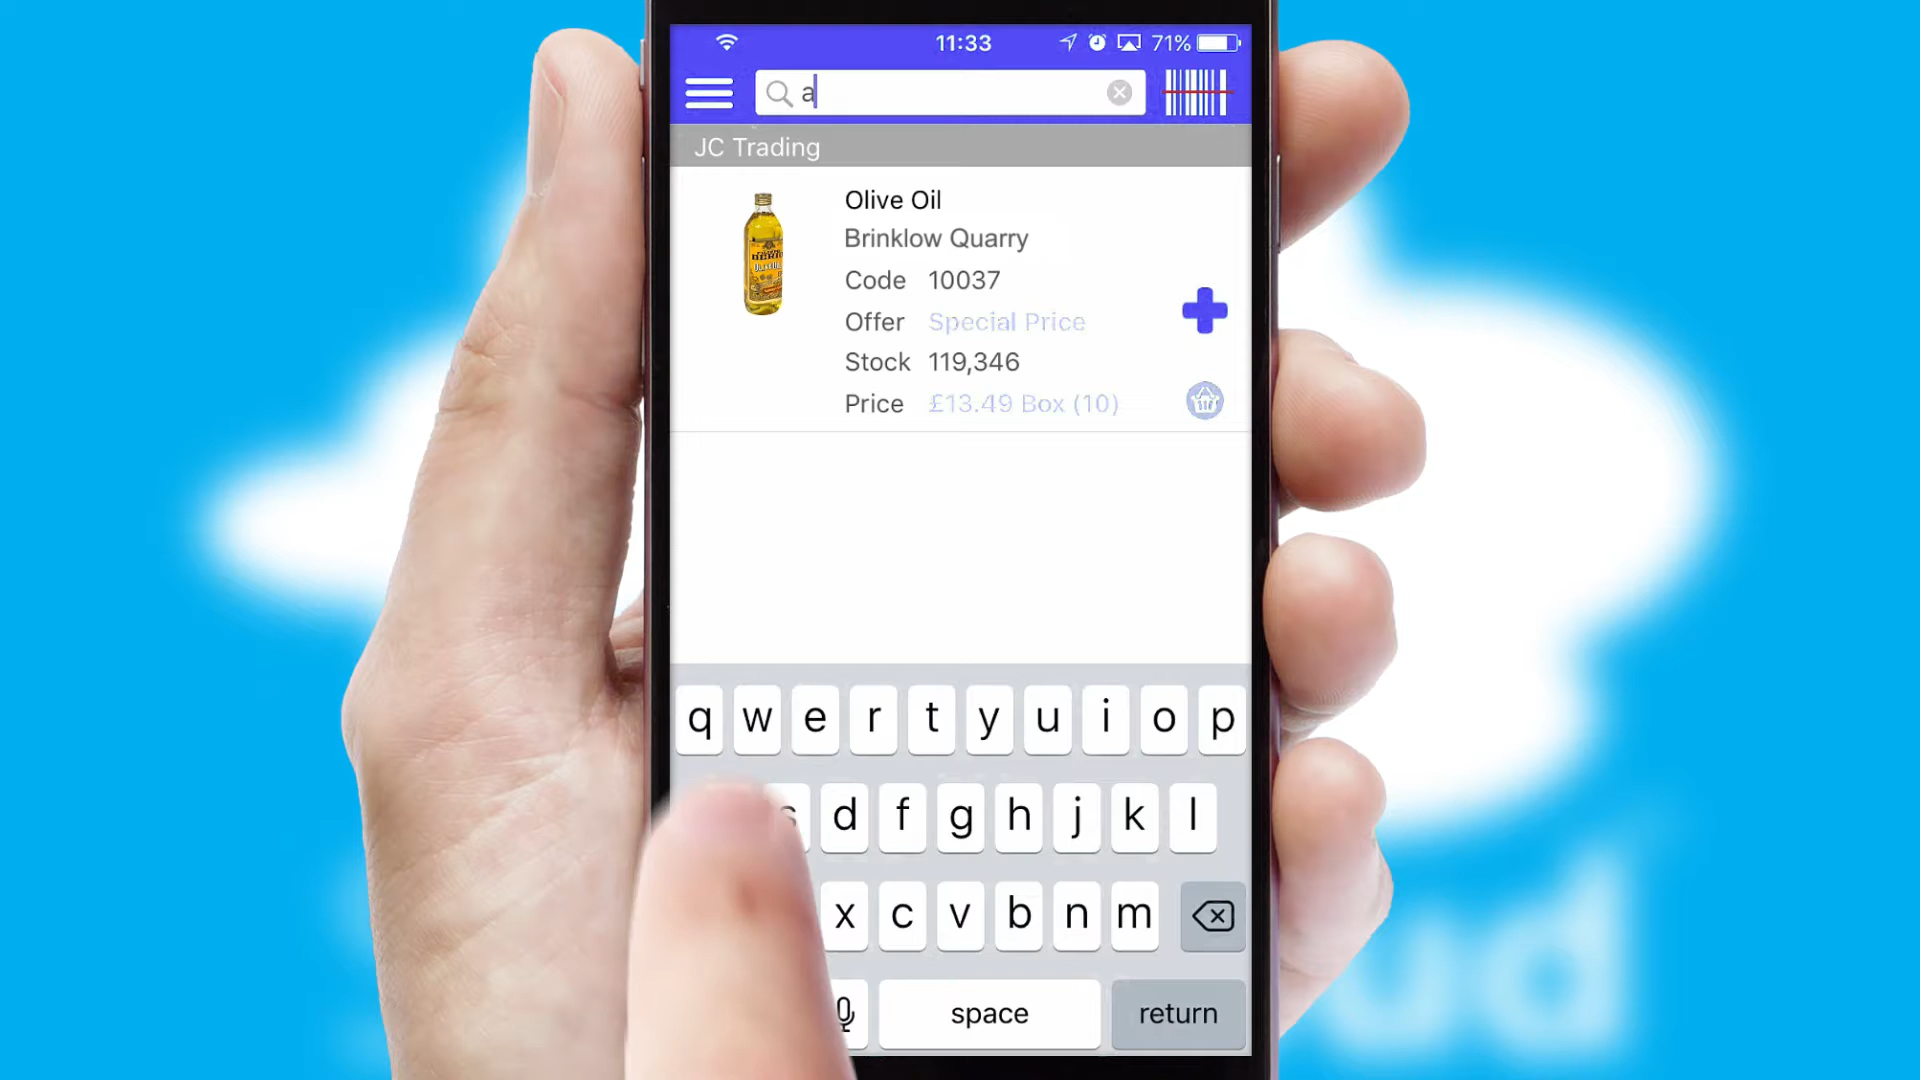 11:33 71%
a
JC Trading
Olive Oil
Brinklow Quarry
Code 10037
Offer Special Price
Stock 119,346
Price £13.49 Box (10)
q w e r t y u i o p
s d f g h j k l
x c v b n m
space return
ud